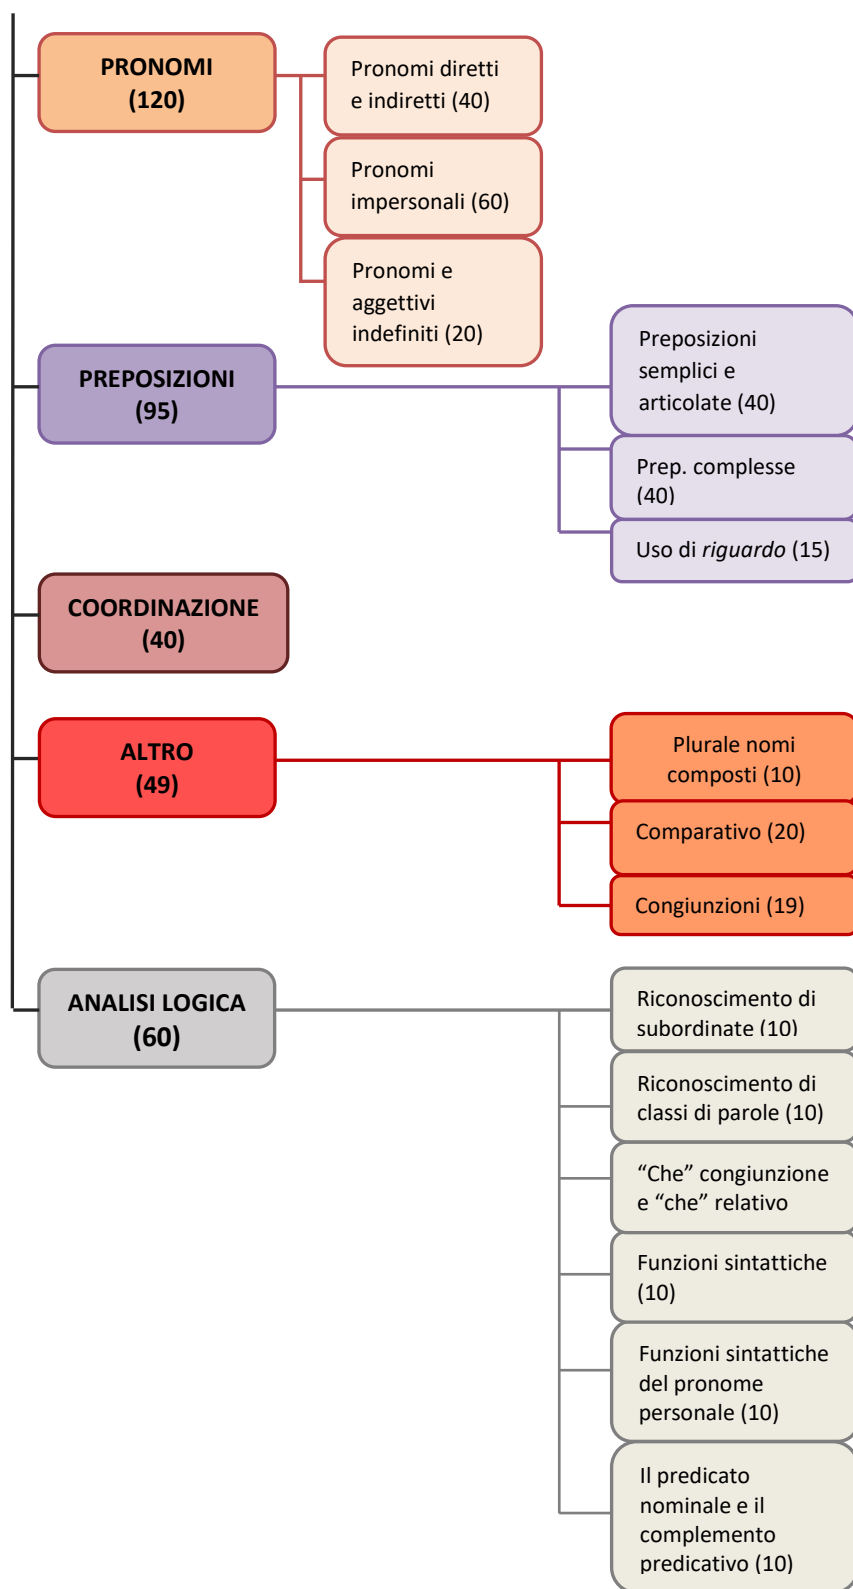 PRONOMI
(120)
Pronomi diretti
e indiretti (40)
Pronomi
impersonali (60)
Pronomi e
aggettivi
indefiniti (20)
PREPOSIZIONI
(95)
Preposizioni
semplici e
articolate (40)
Prep. complesse
(40)
Uso di riguardo (15)
COORDINAZIONE
(40)
ALTRO
(49)
Plurale nomi
composti (10)
Comparativo (20)
Congiunzioni (19)
ANALISI LOGICA
(60)
Riconoscimento di
subordinate (10)
Riconoscimento di
classi di parole (10)
“Che” congiunzione
e “che” relativo
Funzioni sintattiche
(10)
Funzioni sintattiche
del pronome
personale (10)
Il predicato
nominale e il
complemento
predicativo (10)